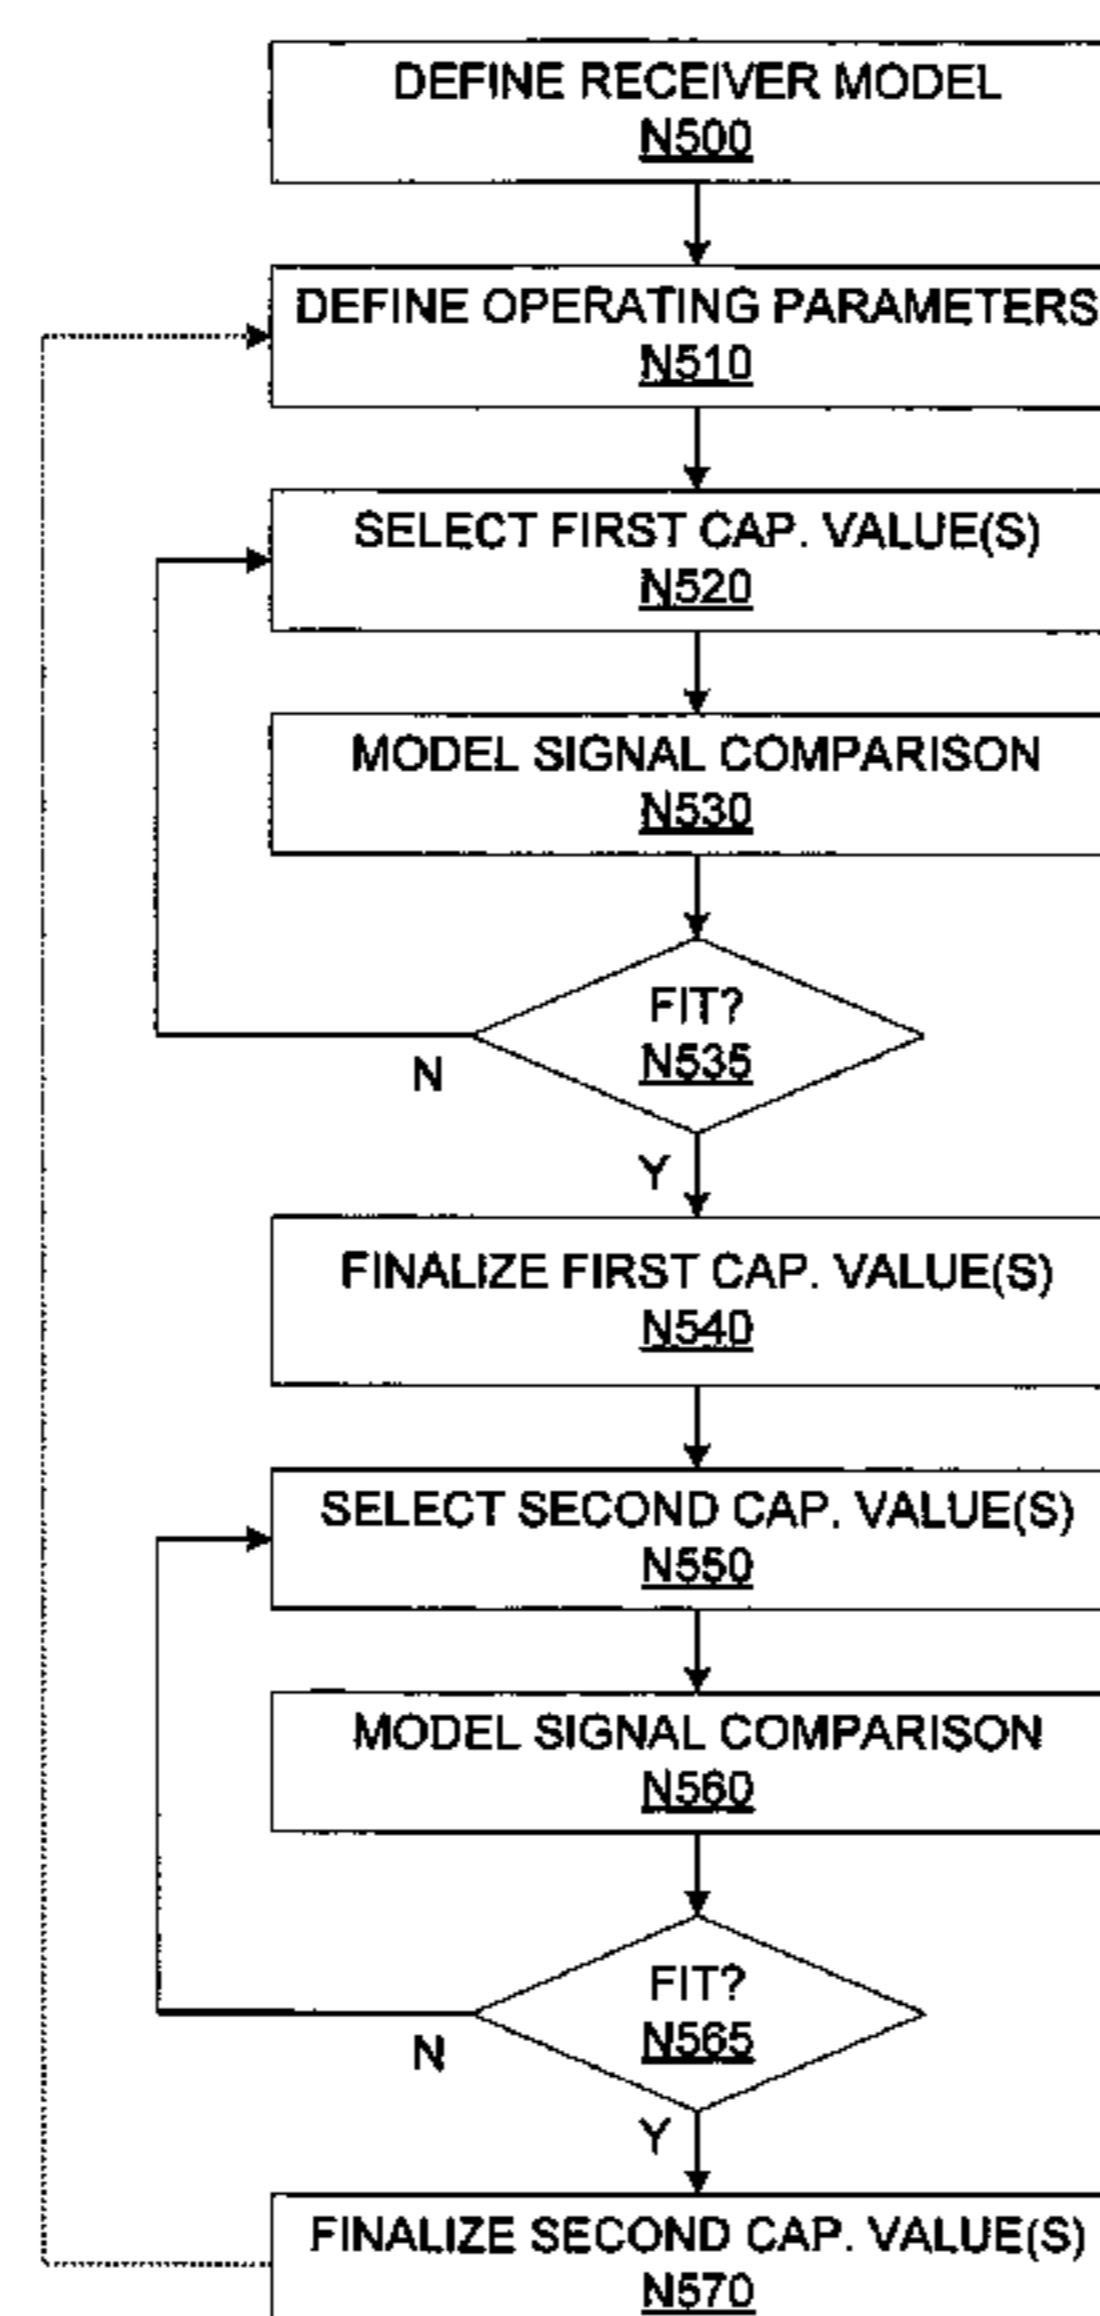 DEFINE RECEIVER MODEL
N500
DEFINE OPERATING PARAMETERS
N510
SELECT FIRST CAP. VALUE(S)
N520
MODEL SIGNAL COMPARISON
N530
FIT?
N535
N
Y
FINALIZE FIRST CAP. VALUE(S)
N540
SELECT SECOND CAP. VALUE(S)
N550
MODEL SIGNAL COMPARISON
N560
FIT?
N565
N
Y
FINALIZE SECOND CAP. VALUE(S)
N570